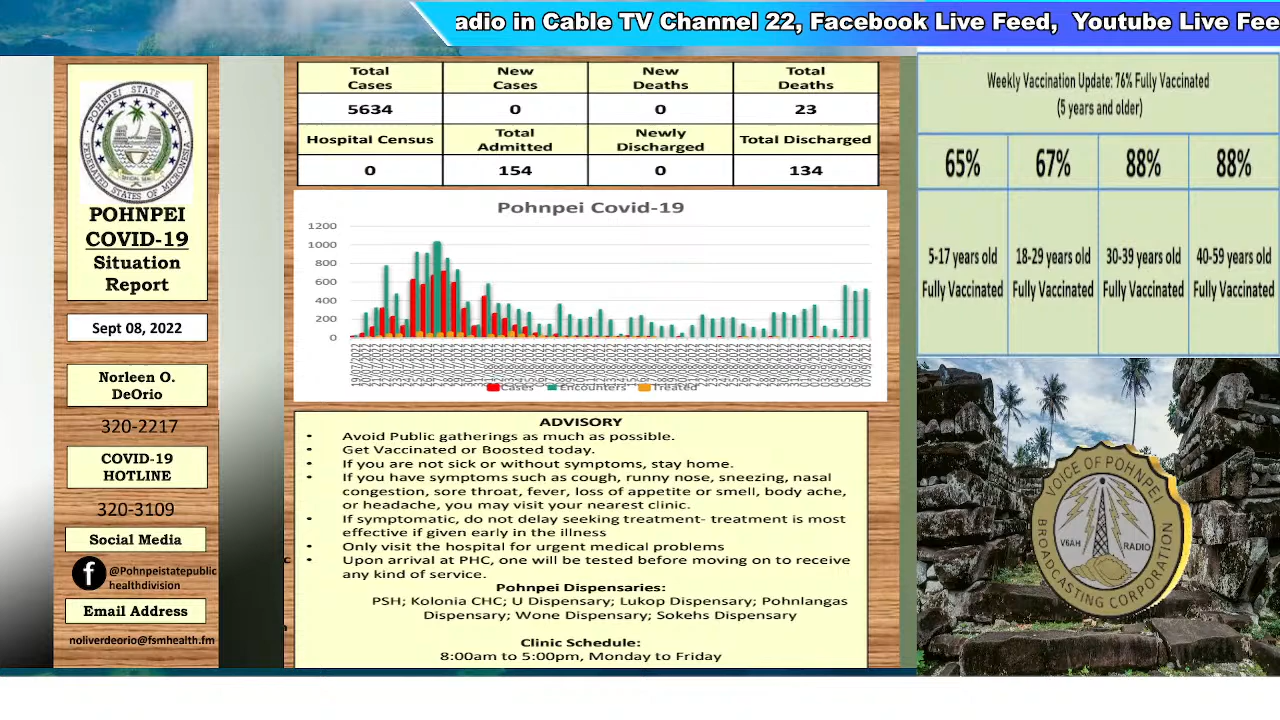 adio in Cable TV Channel 22, Facebook Live Feed, Youtube Live Fee
POHNPEI STATE SEAL
FEDERATED STATES OF MICRONESIA
POHNPEI
COVID-19
Situation
Report
Sept 08, 2022
Norleen O.
DeOrio
320-2217
COVID-19
HOTLINE
320-3109
Social Media
@Pohnpeistatepublic
healthdivision
Email Address
noliverdeorio@fsmhealth.fm
Total Cases New Cases New Deaths Total Deaths
5634 0 0 23
Hospital Census Total Admitted Newly Discharged Total Discharged
0 154 0 134
Pohnpei Covid-19
1200
1000
800
600
400
200
0
Cases Encounters Treated
ADVISORY
• Avoid Public gatherings as much as possible.
• Get Vaccinated or Boosted today.
• If you are not sick or without symptoms, stay home.
• If you have symptoms such as cough, runny nose, sneezing, nasal
congestion, sore throat, fever, loss of appetite or smell, body ache,
or headache, you may visit your nearest clinic.
• If symptomatic, do not delay seeking treatment- treatment is most
effective if given early in the illness
• Only visit the hospital for urgent medical problems
• Upon arrival at PHC, one will be tested before moving on to receive
any kind of service.
Pohnpei Dispensaries:
PSH; Kolonia CHC; U Dispensary; Lukop Dispensary; Pohnlangas
Dispensary; Wone Dispensary; Sokehs Dispensary
Clinic Schedule:
8:00am to 5:00pm, Monday to Friday
Weekly Vaccination Update: 76% Fully Vaccinated
(5 years and older)
65% 67% 88% 88%
5-17 years old 18-29 years old 30-39 years old 40-59 years old
Fully Vaccinated Fully Vaccinated Fully Vaccinated Fully Vaccinated
VOICE OF POHNPEI
V6AH RADIO
BROADCASTING CORPORATION